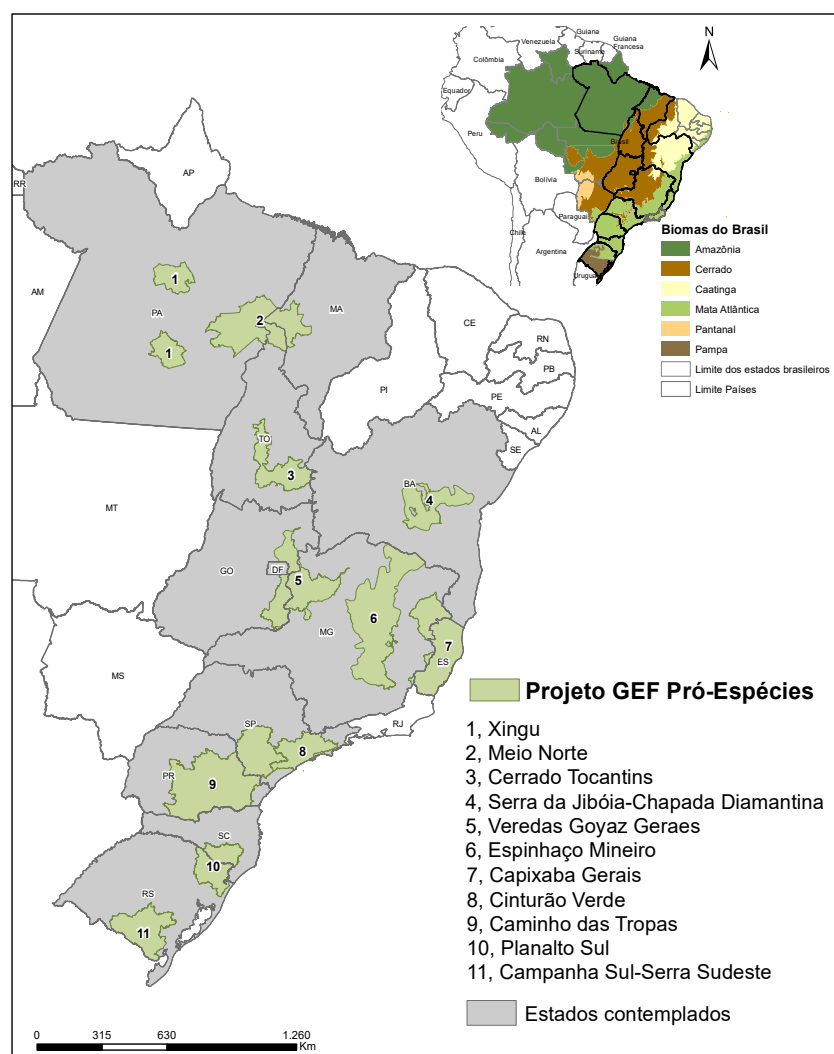 Guiana
Venezuela
Suriname
Guiana
Francesa
Colômbia
Equador
Peru
Brasil
Bolívia
Paraguai
Chile
Argentina
Uruguai
N
Biomas do Brasil
Amazônia
Cerrado
Caatinga
Mata Atlântica
Pantanal
Pampa
Limite dos estados brasileiros
Limite Países
AP
RR
AM
PA
1
1
2
MA
CE
RN
PB
PI
PE
AL
SE
TO
3
BA
4
MT
GO
DF
5
MG
6
7
ES
MS
RJ
SP
8
PR
9
SC
10
RS
11
Projeto GEF Pró-Espécies
1, Xingu
2, Meio Norte
3, Cerrado Tocantins
4, Serra da Jibóia-Chapada Diamantina
5, Veredas Goyaz Geraes
6, Espinhaço Mineiro
7, Capixaba Gerais
8, Cinturão Verde
9, Caminho das Tropas
10, Planalto Sul
11, Campanha Sul-Serra Sudeste
Estados contemplados
0 315 630 1.260
Km